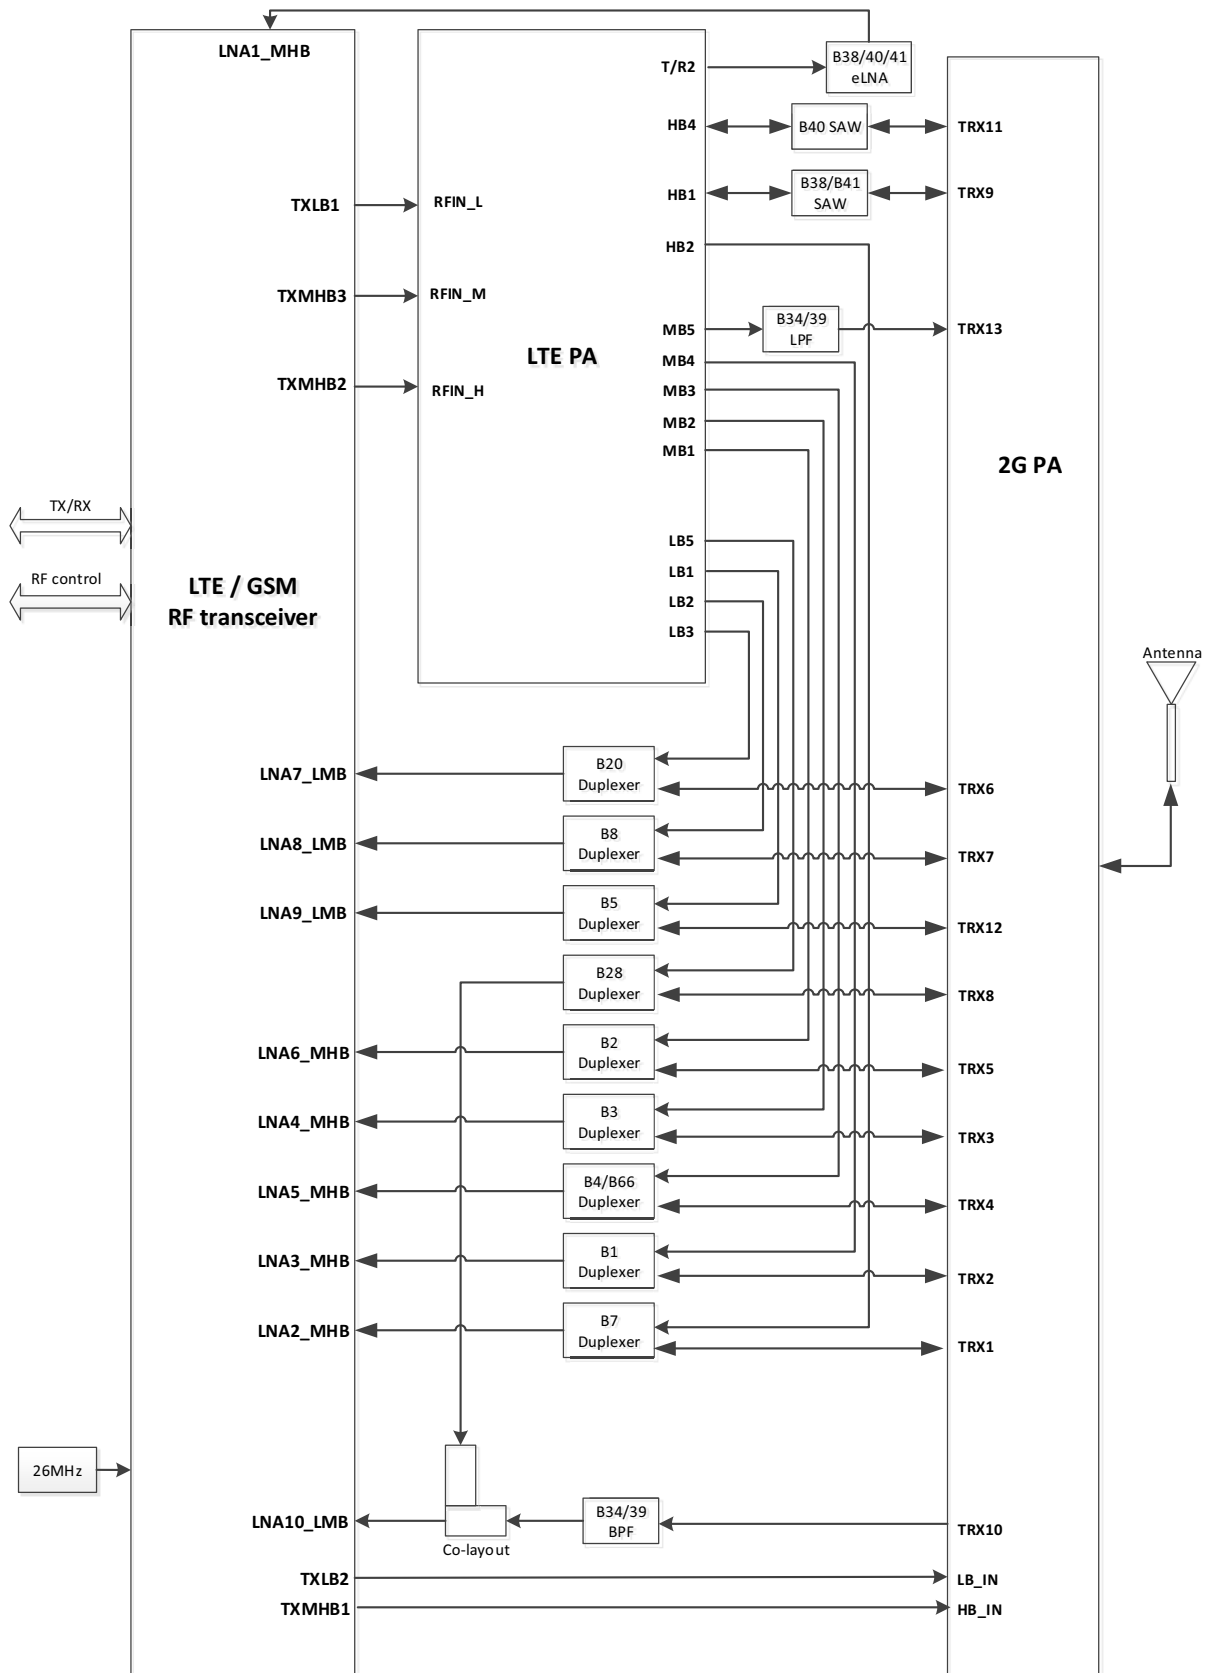 LNA1_MHB
T/R2
B38/40/41
eLNA
HB4
B40 SAW
TRX11
TXLB1
RFIN_L
HB1
B38/B41
SAW
TRX9
HB2
TXMHB3
RFIN_M
MB5
B34/39
LPF
TRX13
LTE PA
MB4
TXMHB2
RFIN_H
MB3
MB2
MB1
2G PA
TX/RX
LB5
RF control
LTE / GSM
RF transceiver
LB1
LB2
LB3
Antenna
LNA7_LMB
B20
Duplexer
TRX6
LNA8_LMB
B8
Duplexer
TRX7
LNA9_LMB
B5
Duplexer
TRX12
B28
Duplexer
TRX8
LNA6_MHB
B2
Duplexer
TRX5
LNA4_MHB
B3
Duplexer
TRX3
LNA5_MHB
B4/B66
Duplexer
TRX4
LNA3_MHB
B1
Duplexer
TRX2
LNA2_MHB
B7
Duplexer
TRX1
26MHz
LNA10_LMB
Co-layout
B34/39
BPF
TRX10
TXLB2
LB_IN
TXMHB1
HB_IN